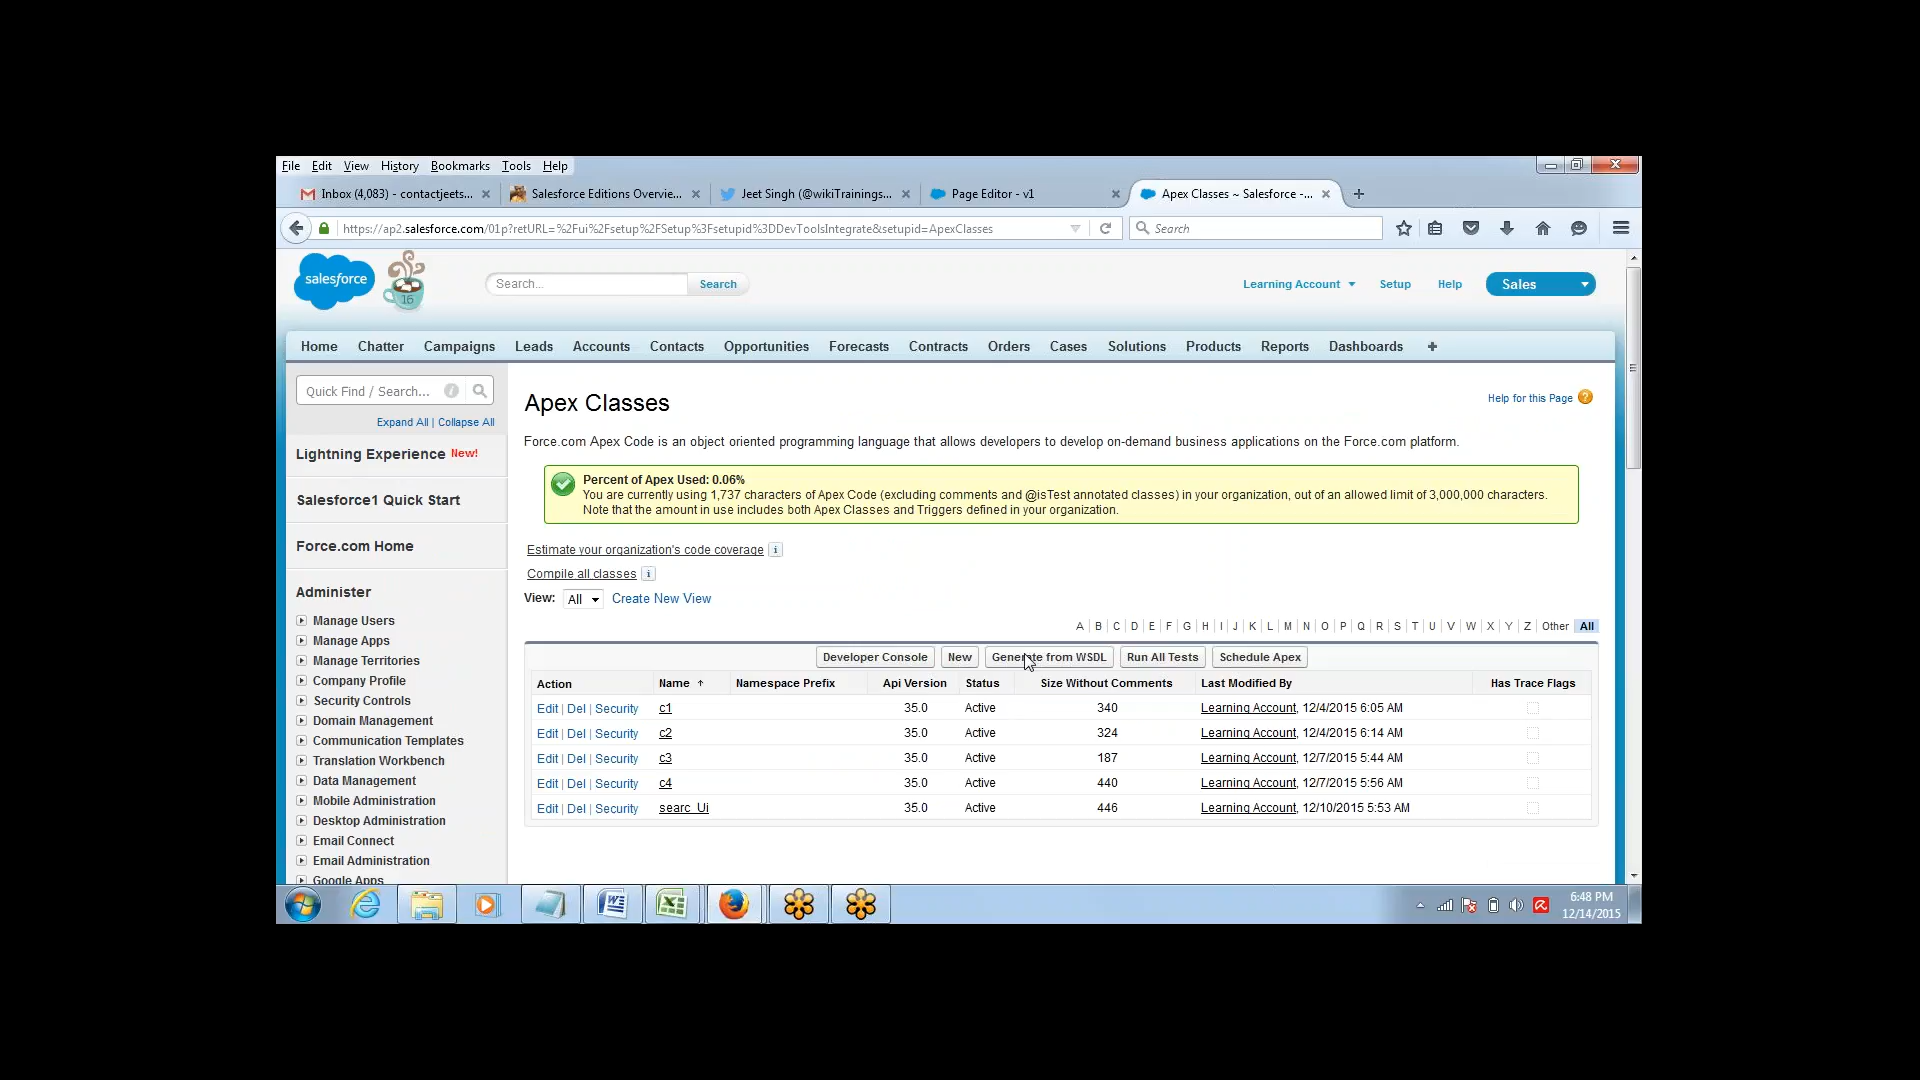 File Edit View History Bookmarks Tools Help
Inbox (4,083) - contactjeets... Salesforce Editions Overvie... Jeet Singh (@wikiTrainings... Page Editor - v1 Apex Classes ~ Salesforce -...
https://ap2.salesforce.com/01p?retURL=%2Fui%2Fsetup%2FSetup%3Fsetupid%3DDevToolsIntegrate&setupid=ApexClasses Search
salesforce 16 Search... Search Learning Account Setup Help Sales
Home Chatter Campaigns Leads Accounts Contacts Opportunities Forecasts Contracts Orders Cases Solutions Products Reports Dashboards +
Quick Find / Search...
Expand All | Collapse All
Lightning Experience New!
Salesforce1 Quick Start
Force.com Home
Administer
Manage Users
Manage Apps
Manage Territories
Company Profile
Security Controls
Domain Management
Communication Templates
Translation Workbench
Data Management
Mobile Administration
Desktop Administration
Email Connect
Email Administration
Google Apps
Apex Classes
Help for this Page ?
Force.com Apex Code is an object oriented programming language that allows developers to develop on-demand business applications on the Force.com platform.
Percent of Apex Used: 0.06%
You are currently using 1,737 characters of Apex Code (excluding comments and @isTest annotated classes) in your organization, out of an allowed limit of 3,000,000 characters.
Note that the amount in use includes both Apex Classes and Triggers defined in your organization.
Estimate your organization's code coverage i
Compile all classes i
View: All Create New View
A | B | C | D | E | F | G | H | I | J | K | L | M | N | O | P | Q | R | S | T | U | V | W | X | Y | Z | Other All
Developer Console New Generate from WSDL Run All Tests Schedule Apex
Action Name Namespace Prefix Api Version Status Size Without Comments Last Modified By Has Trace Flags
Edit | Del | Security c1 35.0 Active 340 Learning Account, 12/4/2015 6:05 AM
Edit | Del | Security c2 35.0 Active 324 Learning Account, 12/4/2015 6:14 AM
Edit | Del | Security c3 35.0 Active 187 Learning Account, 12/7/2015 5:44 AM
Edit | Del | Security c4 35.0 Active 440 Learning Account, 12/7/2015 5:56 AM
Edit | Del | Security searc_Ui 35.0 Active 446 Learning Account, 12/10/2015 5:53 AM
6:48 PM
12/14/2015